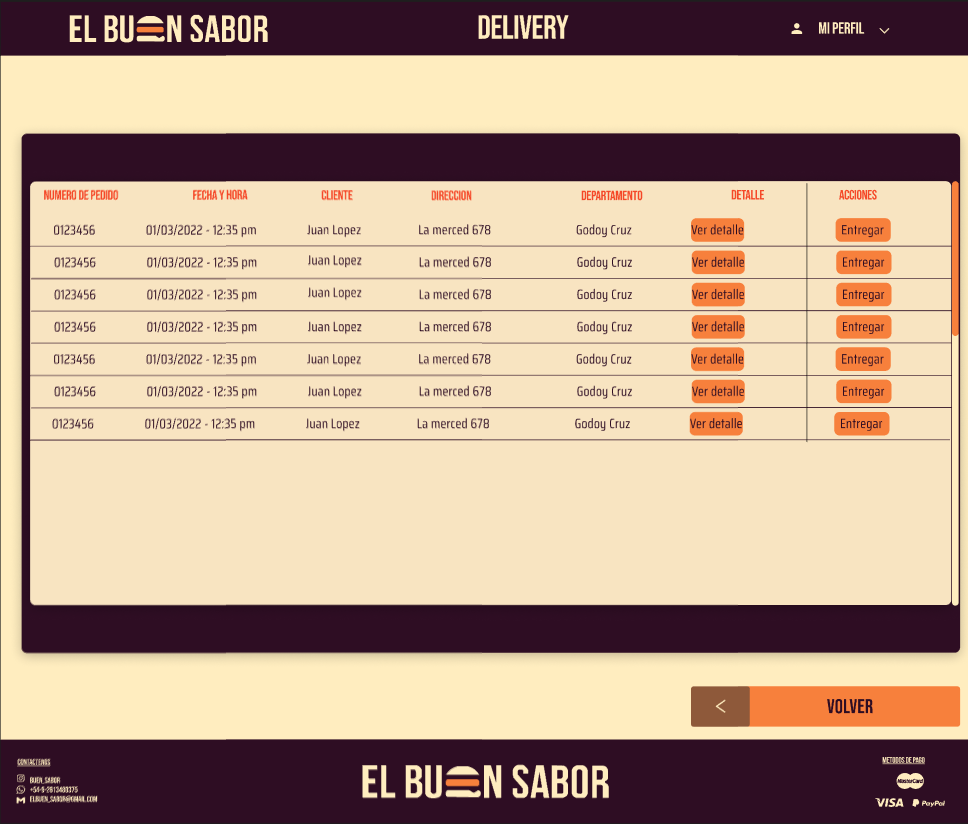 EL BUEN SABOR DELIVERY MI PERFIL
NUMERO DE PEDIDO FECHA Y HORA CLIENTE DIRECCION DEPARTAMENTO DETALLE ACCIONES
0123456 01/03/2022 - 12:35 pm Juan Lopez La merced 678 Godoy Cruz Ver detalle Entregar
0123456 01/03/2022 - 12:35 pm Juan Lopez La merced 678 Godoy Cruz Ver detalle Entregar
0123456 01/03/2022 - 12:35 pm Juan Lopez La merced 678 Godoy Cruz Ver detalle Entregar
0123456 01/03/2022 - 12:35 pm Juan Lopez La merced 678 Godoy Cruz Ver detalle Entregar
0123456 01/03/2022 - 12:35 pm Juan Lopez La merced 678 Godoy Cruz Ver detalle Entregar
0123456 01/03/2022 - 12:35 pm Juan Lopez La merced 678 Godoy Cruz Ver detalle Entregar
0123456 01/03/2022 - 12:35 pm Juan Lopez La merced 678 Godoy Cruz Ver detalle Entregar
< VOLVER
CONTACTENOS
BUEN_SABOR
+54-9-2613480375
ELBUEN_SABOR@GMAIL.COM
EL BUEN SABOR
METODOS DE PAGO
MasterCard
VISA PayPal